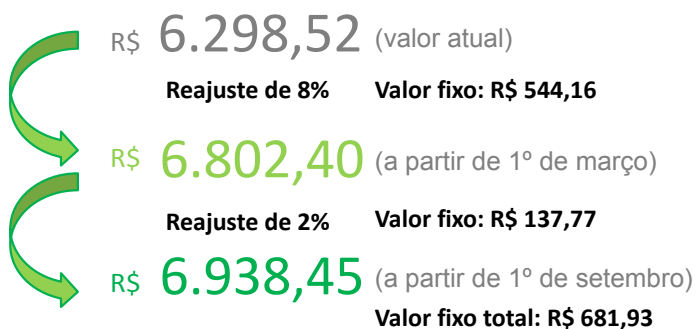 R$ 6.298,52 (valor atual)
Reajuste de 8% Valor fixo: R$ 544,16
R$ 6.802,40 (a partir de 1º de março)
Reajuste de 2% Valor fixo: R$ 137,77
R$ 6.938,45 (a partir de 1º de setembro)
Valor fixo total: R$ 681,93